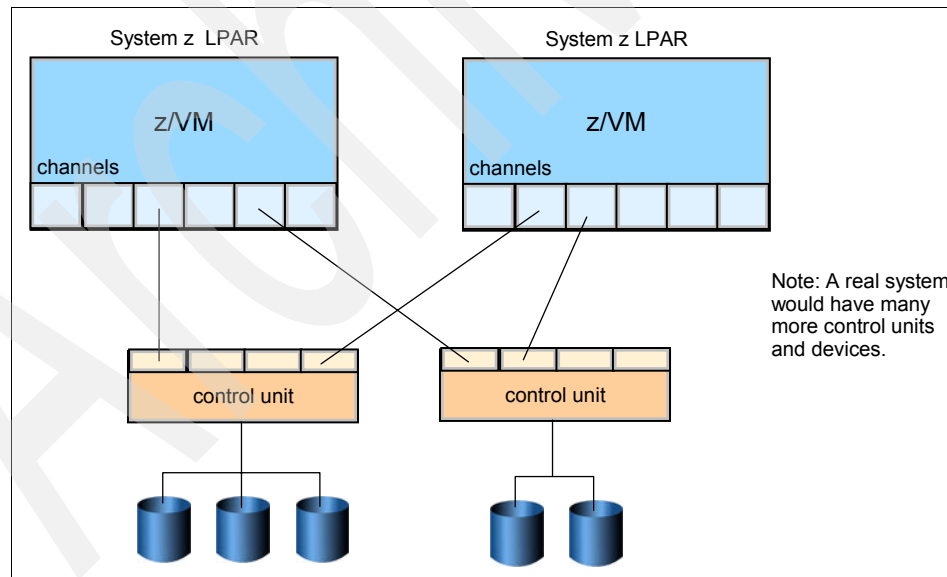 System z LPAR
System z LPAR
z/VM
z/VM
channels
channels
Note: A real system
would have many
more control units
and devices.
control unit
control unit